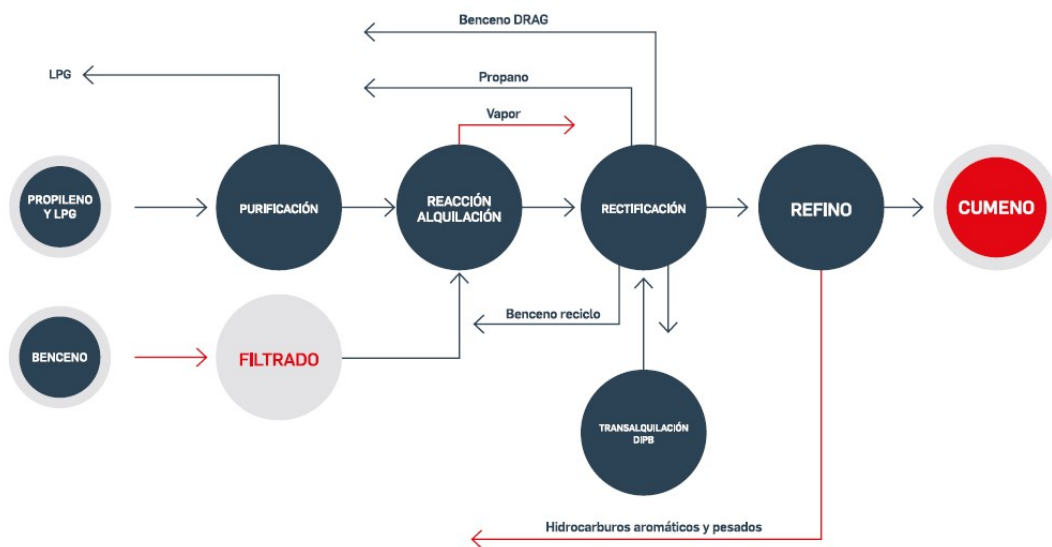 Benceno DRAG
LPG
Propano
Vapor
PROPILENO
Y LPG
PURIFICACIÓN
REACCIÓN
ALQUILACIÓN
RECTIFICACIÓN
REFINO
CUMENO
Benceno reciclo
BENCENO
FILTRADO
TRANSALQUILACIÓN
DIPB
Hidrocarburos aromáticos y pesados